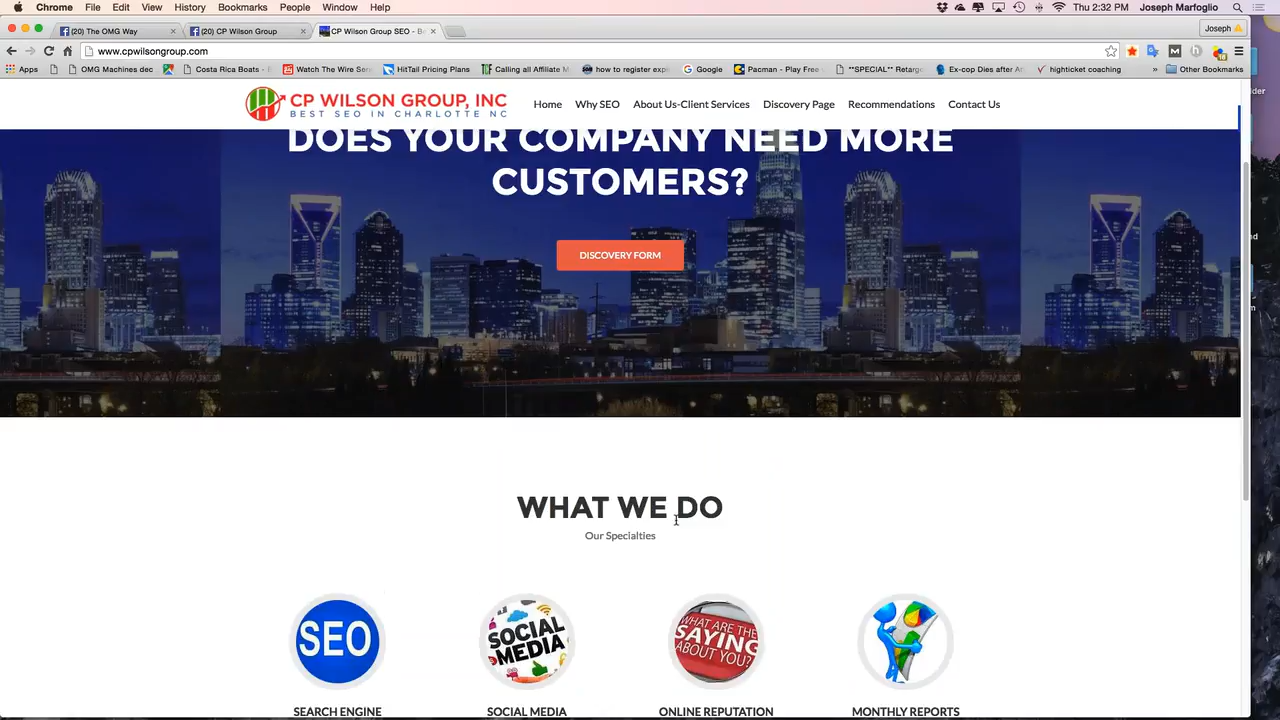 Chrome File Edit View History Bookmarks People Window Help Thu 2:32 PM Joseph Marfoglio
(20) The OMG Way × (20) CP Wilson Group × CP Wilson Group SEO - Be × Joseph
www.cpwilsongroup.com
Apps OMG Machines dec Costa Rica Boats - Watch The Wire Ser HitTail Pricing Plans Calling all Affiliate M how to register exp Google Pacman - Play Free **SPECIAL** Retarg Ex-cop Dies after A highticket coaching » Other Bookmarks
CP WILSON GROUP, INC
BEST SEO IN CHARLOTTE NC
Home Why SEO About Us-Client Services Discovery Page Recommendations Contact Us
DOES YOUR COMPANY NEED MORE
CUSTOMERS?
DISCOVERY FORM
WHAT WE DO
Our Specialties
SEO
SOCIAL
MEDIA
WHAT ARE THE
SAYING
ABOUT YOU?
SEARCH ENGINE SOCIAL MEDIA ONLINE REPUTATION MONTHLY REPORTS